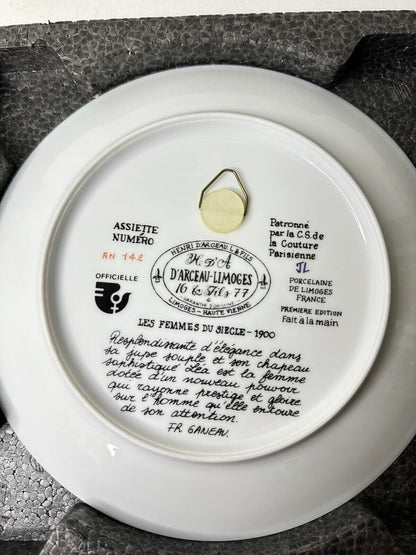 ASSIETTE
NUMÉRO
AN 142
OFFICIELLE
Patronné
par la C.S. de
la Couture
Parisienne
JL
PORCELAINE
DE LIMOGES
FRANCE
PREMIERE EDITION
Fait à la main
HENRI D'ARCEAU L. & FILS
H D'A
D'ARCEAU-LIMOGES
16 & Fils 77
GARANTIE D'ORIGINE
LIMOGES – HAUTE VIENNE
LES FEMMES DU SIECLE - 1900
Resplendissante d'élégance dans
sa jupe souple et son chapeau
sophistiqué Léa est la femme
dotée d'un nouveau pouvoir
qui rayonne prestige et gloire
sur l'homme qu'elle entoure
de son attention.
FR GANEAU.